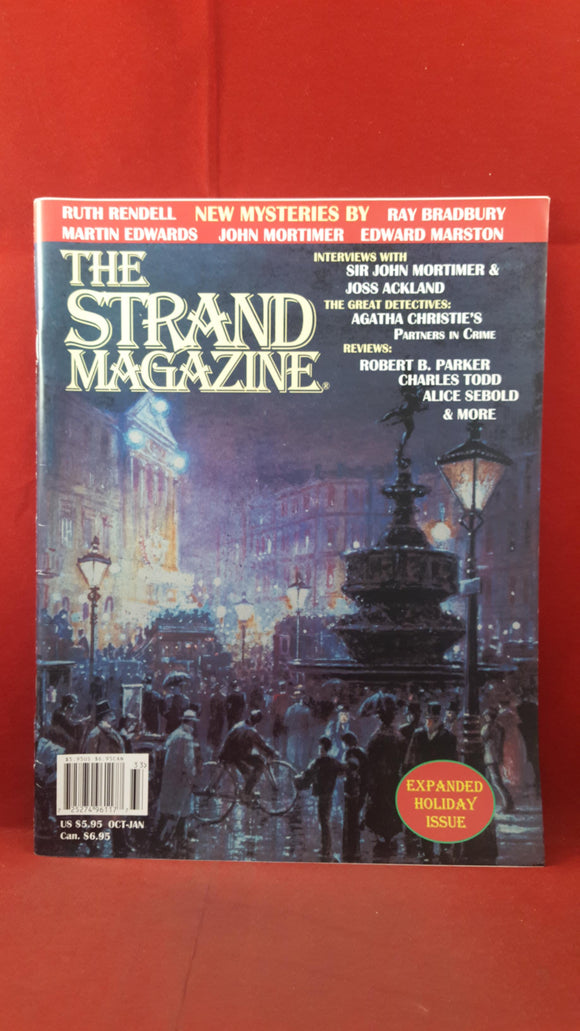 RUTH RENDELL NEW MYSTERIES BY RAY BRADBURY
MARTIN EDWARDS JOHN MORTIMER EDWARD MARSTON
THE
STRAND
MAGAZINE®
INTERVIEWS WITH
SIR JOHN MORTIMER &
JOSS ACKLAND
THE GREAT DETECTIVES:
AGATHA CHRISTIE'S
PARTNERS IN CRIME
REVIEWS:
ROBERT B. PARKER
CHARLES TODD
ALICE SEBOLD
& MORE
EXPANDED
HOLIDAY
ISSUE
33
US $5.95 OCT-JAN
Can. $6.95